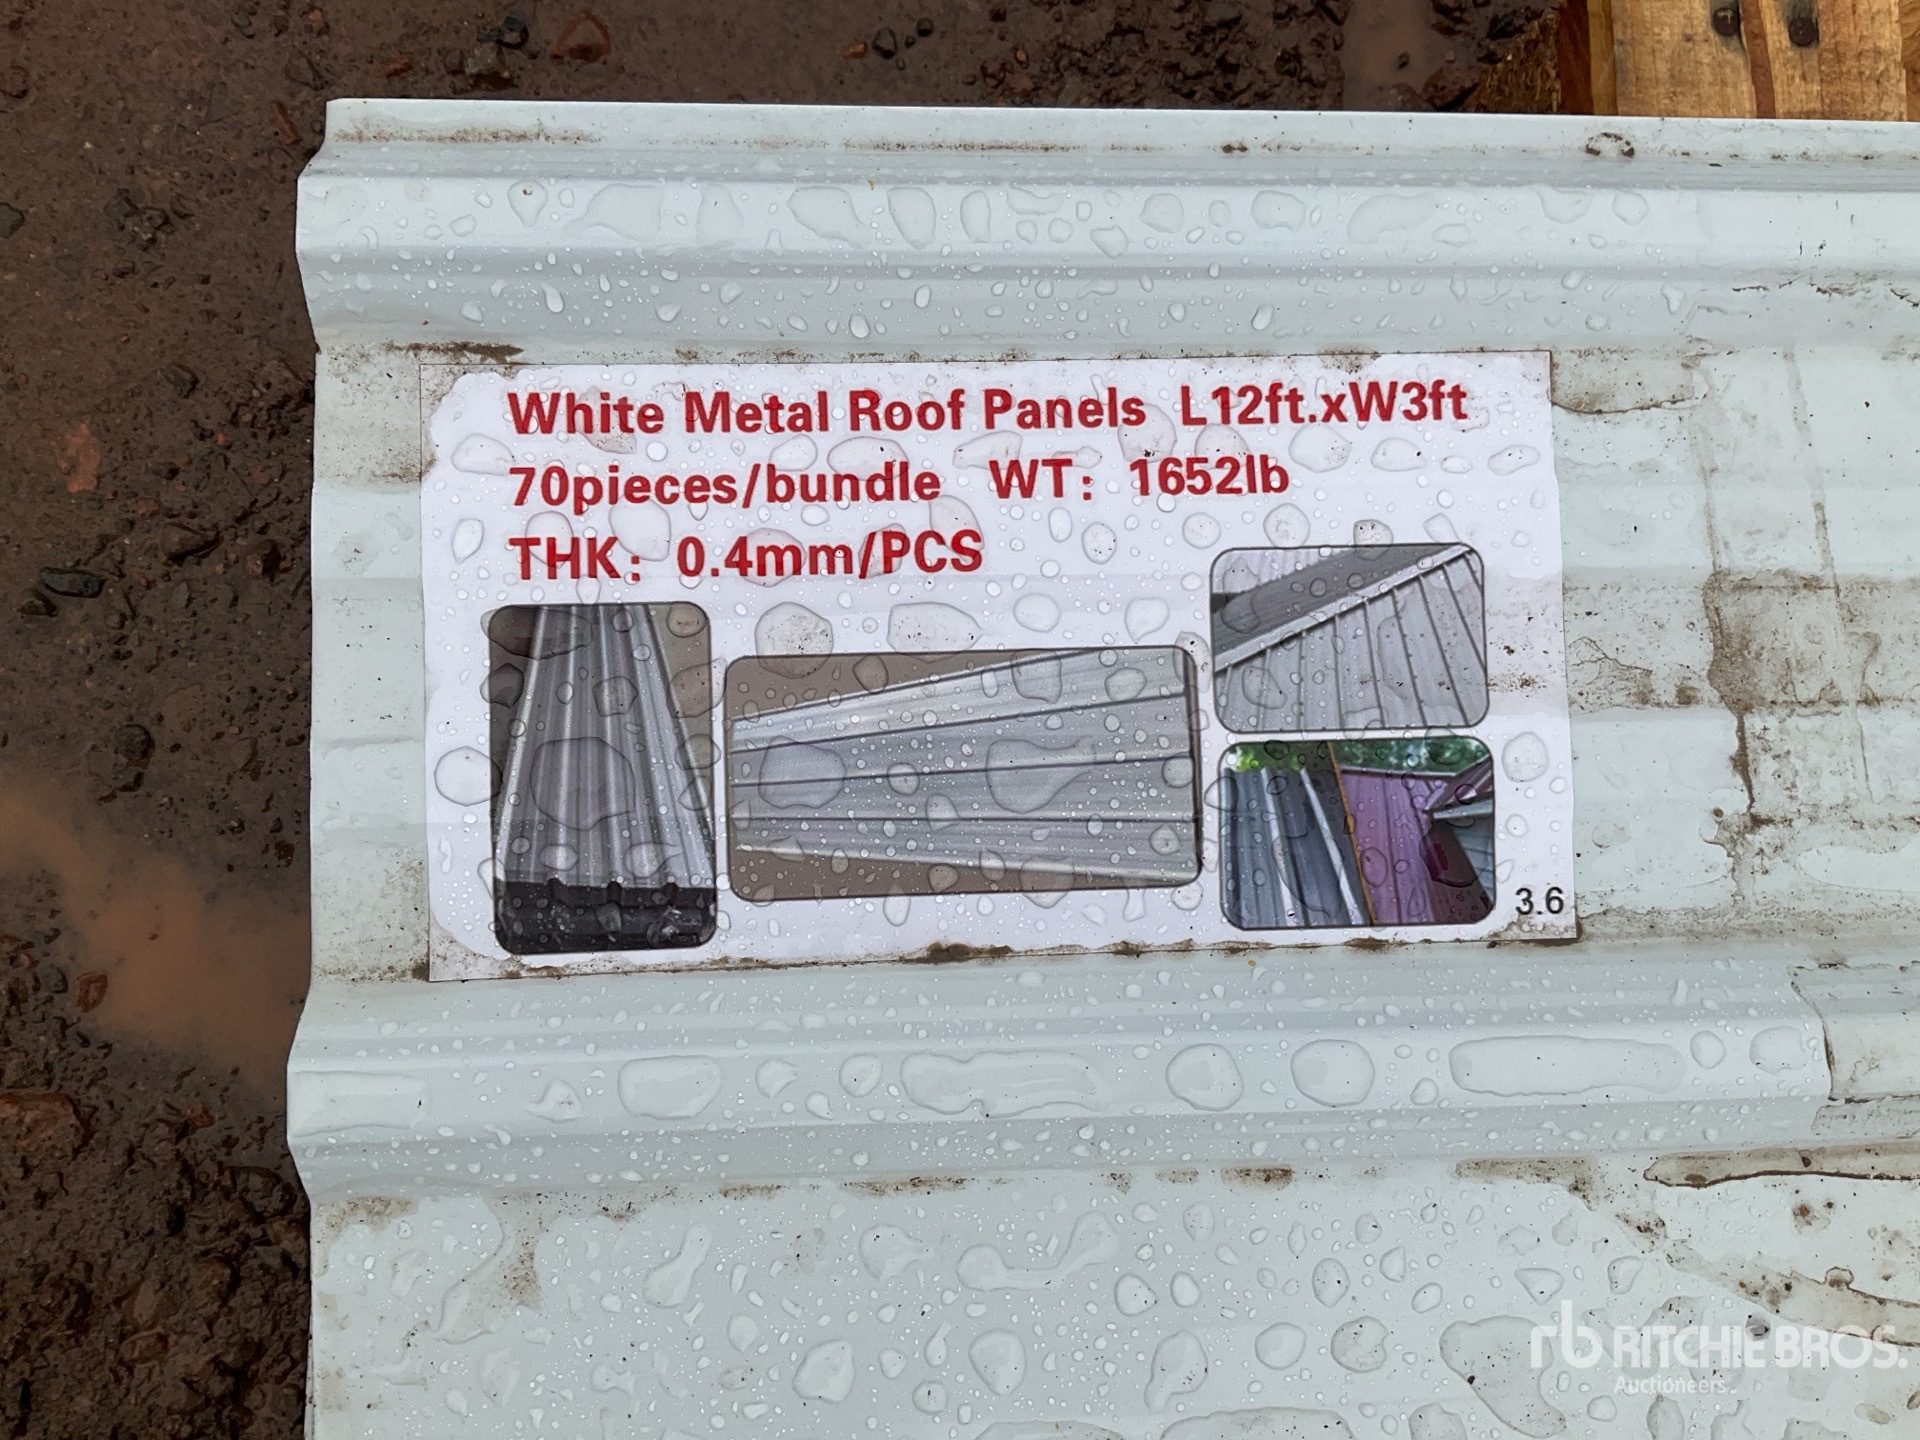 White Metal Roof Panels L12ft.xW3ft
70pieces/bundle WT: 1652lb
THK: 0.4mm/PCS
3.6
rb RITCHIE BROS.
Auctioneers